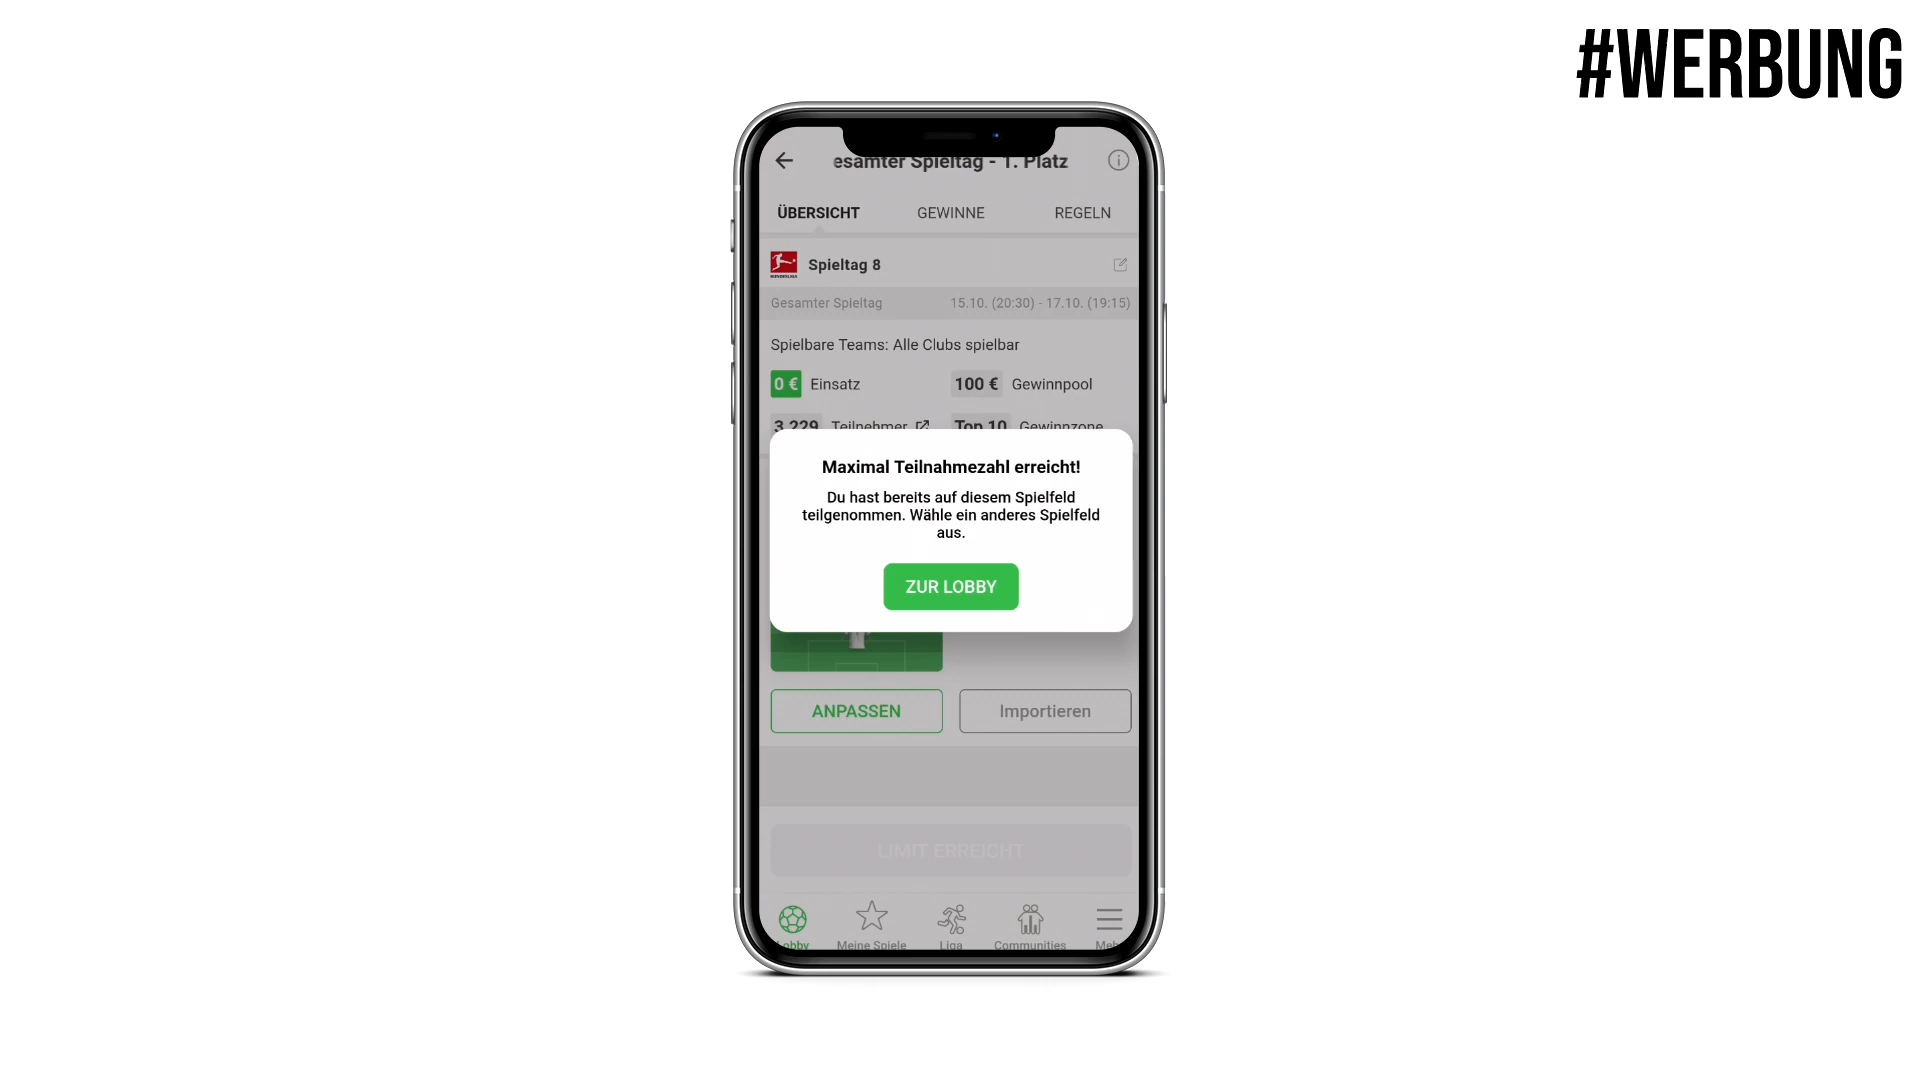 #WERBUNG
esamter Spieltag - 1. Platz
ÜBERSICHT GEWINNE REGELN
BUNDESLIGA
Spieltag 8
Gesamter Spieltag 15.10. (20:30) - 17.10. (19:15)
Spielbare Teams: Alle Clubs spielbar
0 € Einsatz 100 € Gewinnpool
3.229 Teilnehmer Top 10 Gewinnzone
Maximal Teilnahmezahl erreicht!
Du hast bereits auf diesem Spielfeld
teilgenommen. Wähle ein anderes Spielfeld
aus.
ZUR LOBBY
ANPASSEN Importieren
LIMIT ERREICHT
Lobby Meine Spiele Liga Communities Meh